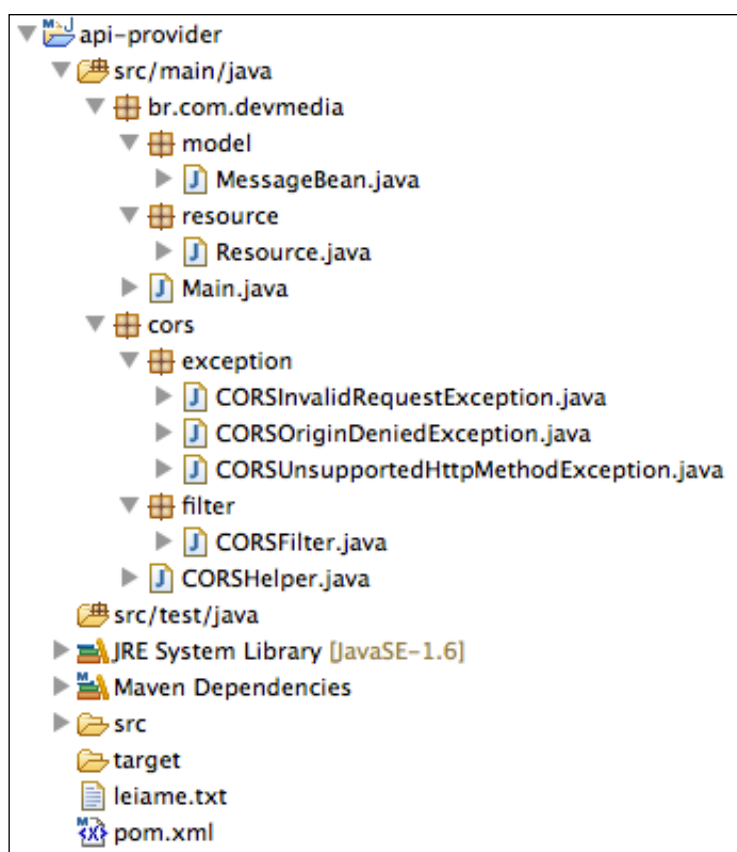 api-provider
src/main/java
br.com.devmedia
model
MessageBean.java
resource
Resource.java
Main.java
cors
exception
CORSInvalidRequestException.java
CORSOriginDeniedException.java
CORSUnsupportedHttpMethodException.java
filter
CORSFilter.java
CORSHelper.java
src/test/java
JRE System Library [JavaSE-1.6]
Maven Dependencies
src
target
leiame.txt
pom.xml